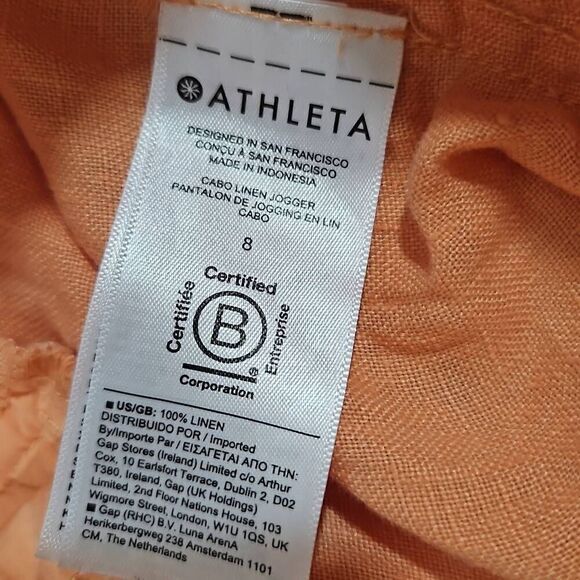 ATHLETA
DESIGNED IN SAN FRANCISCO
CONÇU À SAN FRANCISCO
MADE IN INDONESIA
CABO LINEN JOGGER
PANTALON DE JOGGING EN LIN
CABO
8
Certified
Certifiée
B
Entreprise
®
Corporation
■ US/GB: 100% LINEN
DISTRIBUIDO POR / Imported
By/Importe Par / ΕΙΣΑΓΕΤΑΙ ΑΠΟ ΤΗΝ:
Gap Stores (Ireland) Limited c/o Arthur
Cox, 10 Earlsfort Terrace, Dublin 2, D02
T380, Ireland, Gap (UK Holdings)
Limited, 2nd Floor Nations House, 103
Wigmore Street, London, W1U 1QS, UK
■ Gap (RHC) B.V. Luna ArenA
Herikerbergweg 238 Amsterdam 1101
CM, The Netherlands